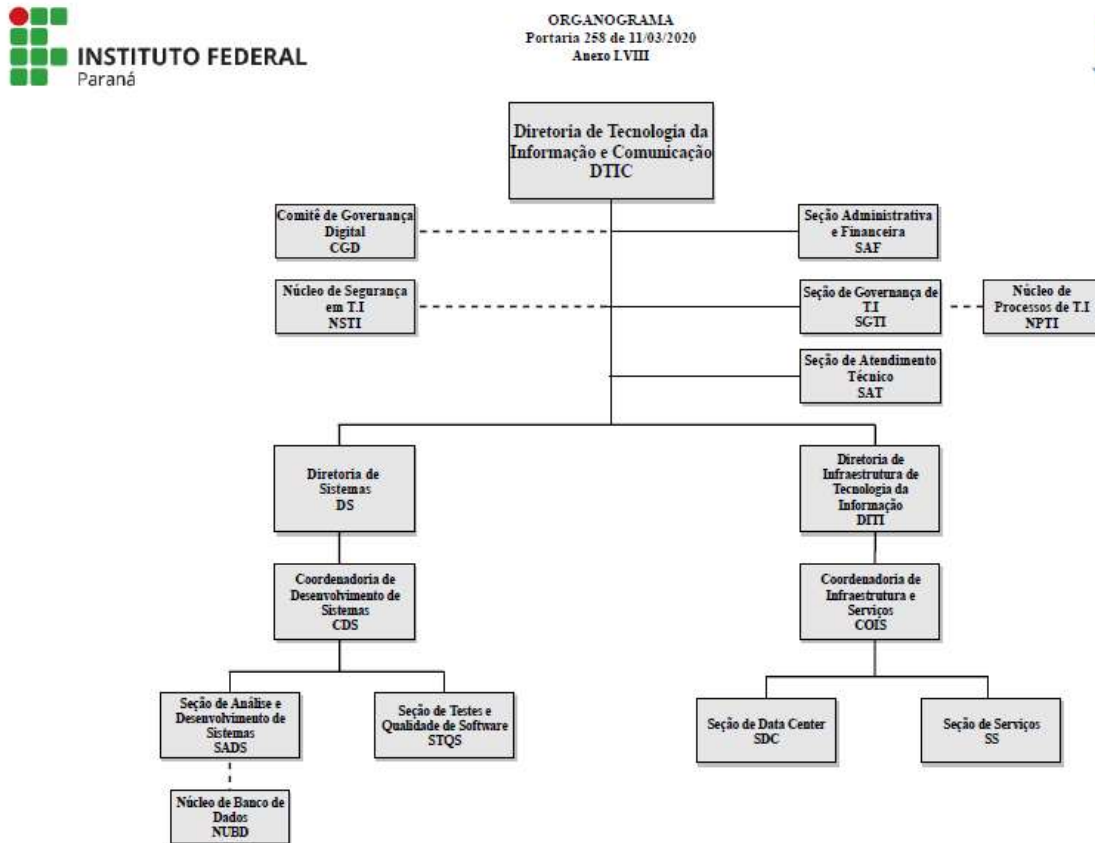 INSTITUTO FEDERAL
Paraná
ORGANOGRAMA
Portaria 258 de 11/03/2020
Anexo LVIII
Diretoria de Tecnologia da
Informação e Comunicação
DTIC
Comitê de Governança
Digital
CGD
Seção Administrativa
e Financeira
SAF
Núcleo de Segurança
em T.I
NSTI
Seção de Governança de
T.I
SGTI
Núcleo de
Processos de T.I
NPTI
Seção de Atendimento
Técnico
SAT
Diretoria de
Sistemas
DS
Diretoria de
Infraestrutura de
Tecnologia da
Informação
DITI
Coordenadoria de
Desenvolvimento de
Sistemas
CDS
Coordenadoria de
Infraestrutura e
Serviços
COIS
Seção de Análise e
Desenvolvimento de
Sistemas
SADS
Seção de Testes e
Qualidade de Software
STQS
Seção de Data Center
SDC
Seção de Serviços
SS
Núcleo de Banco de
Dados
NUBD